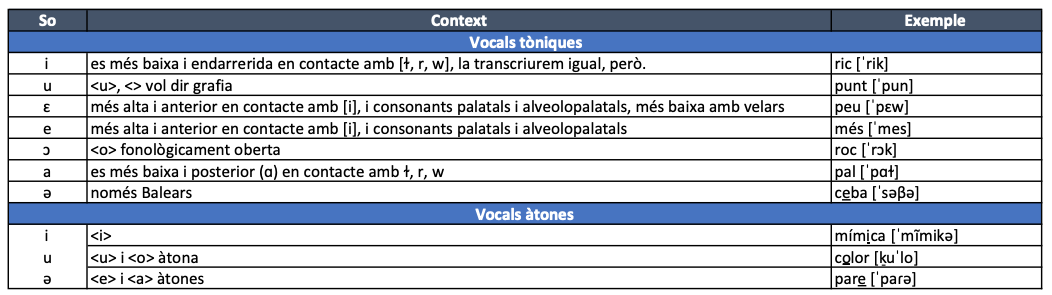 So Context Exemple
Vocals tòniques
i es més baixa i endarrerida en contacte amb [ɫ, r, w], la transcriurem igual, però. ric [ˈrik]
u <u>, <> vol dir grafia punt [ˈpun]
ɛ més alta i anterior en contacte amb [i], i consonants palatals i alveolopalatals, més baixa amb velars peu [ˈpɛw]
e més alta i anterior en contacte amb [i], i consonants palatals i alveolopalatals més [ˈmes]
ɔ <o> fonològicament oberta roc [ˈrɔk]
a es més baixa i posterior (ɑ) en contacte amb ɫ, r, w pal [ˈpɑɫ]
ə només Balears ceba [ˈsəβə]
Vocals àtones
i <i> mímica [ˈmĩmikə]
u <u> i <o> àtona color [k̟uˈlo]
ə <e> i <a> àtones pare [ˈpaɾə]